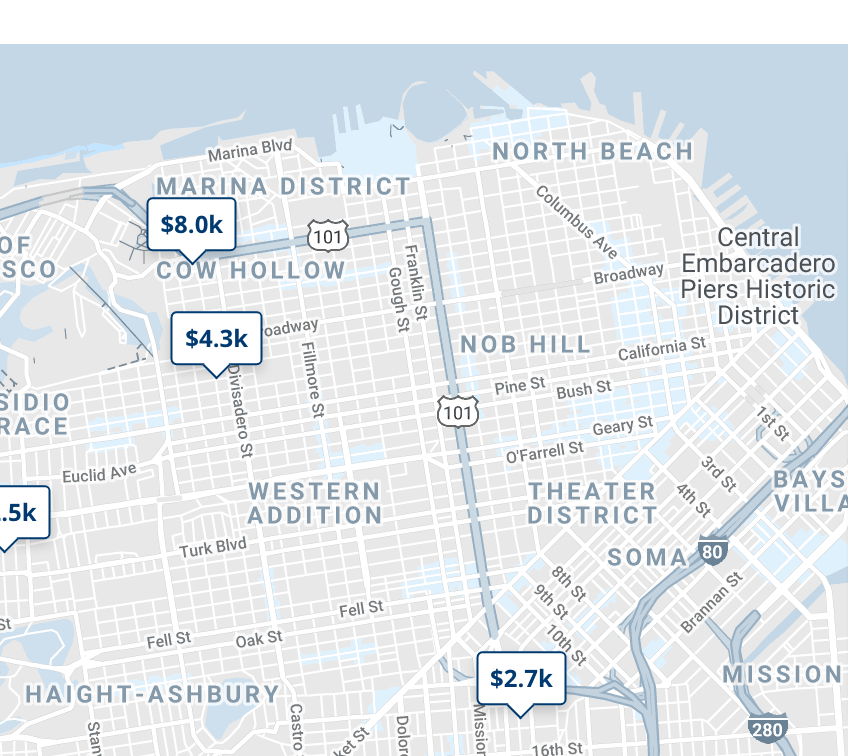 Marina Blvd
NORTH BEACH
MARINA DISTRICT
$8.0k
101
Columbus Ave
OF
SCO
COW HOLLOW
Central
Embarcadero
Piers Historic
District
Franklin St
Gough St
Broadway
$4.3k
oadway
NOB HILL
California St
Fillmore St
Divisadero St
Pine St
Bush St
SIDIO
RACE
101
Geary St
1st St
O'Farrell St
Euclid Ave
3rd St
4th St
BAYS
VILLA
WESTERN
ADDITION
THEATER
DISTRICT
.5k
Turk Blvd
SOMA
80
8th St
9th St
10th St
Brannan St
Fell St
St
Fell St
Oak St
$2.7k
MISSION
HAIGHT-ASHBURY
Castro
Stan
Dolor
Mission
ket St
16th St
280